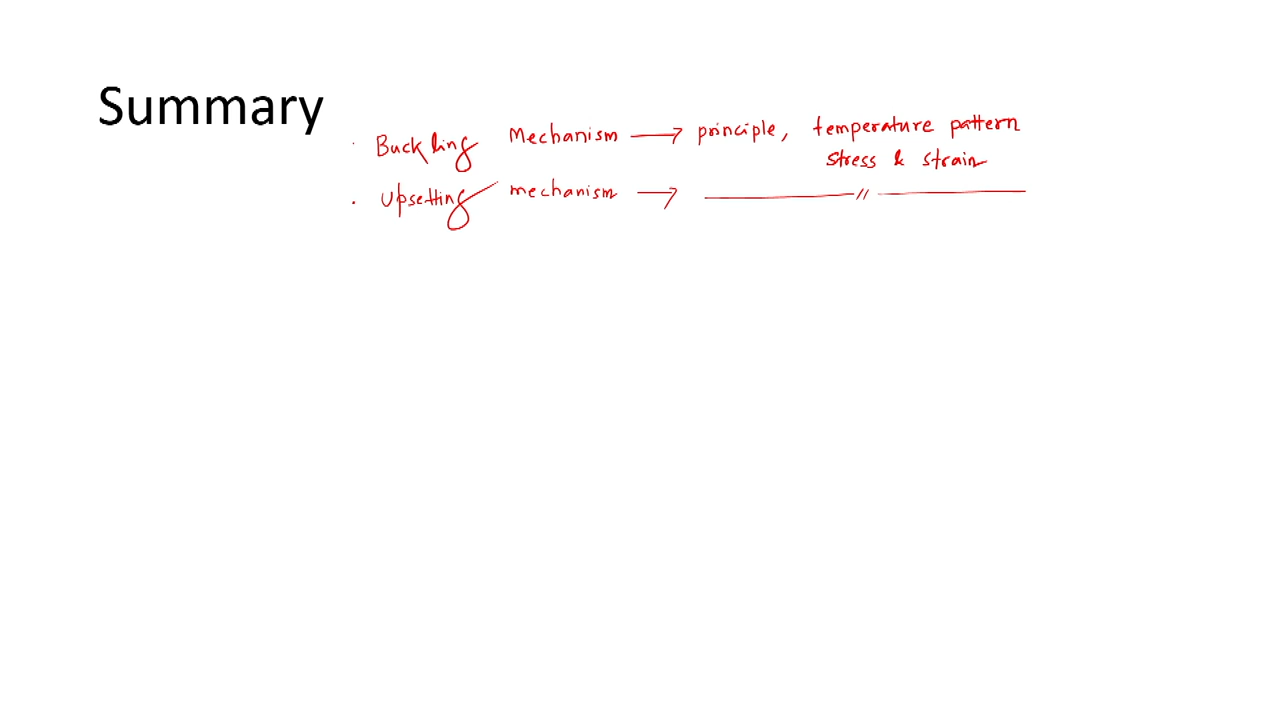 Summary
. Buckling Mechanism → principle, temperature pattern
stress & strain
. Upsetting mechanism → ——— // ———